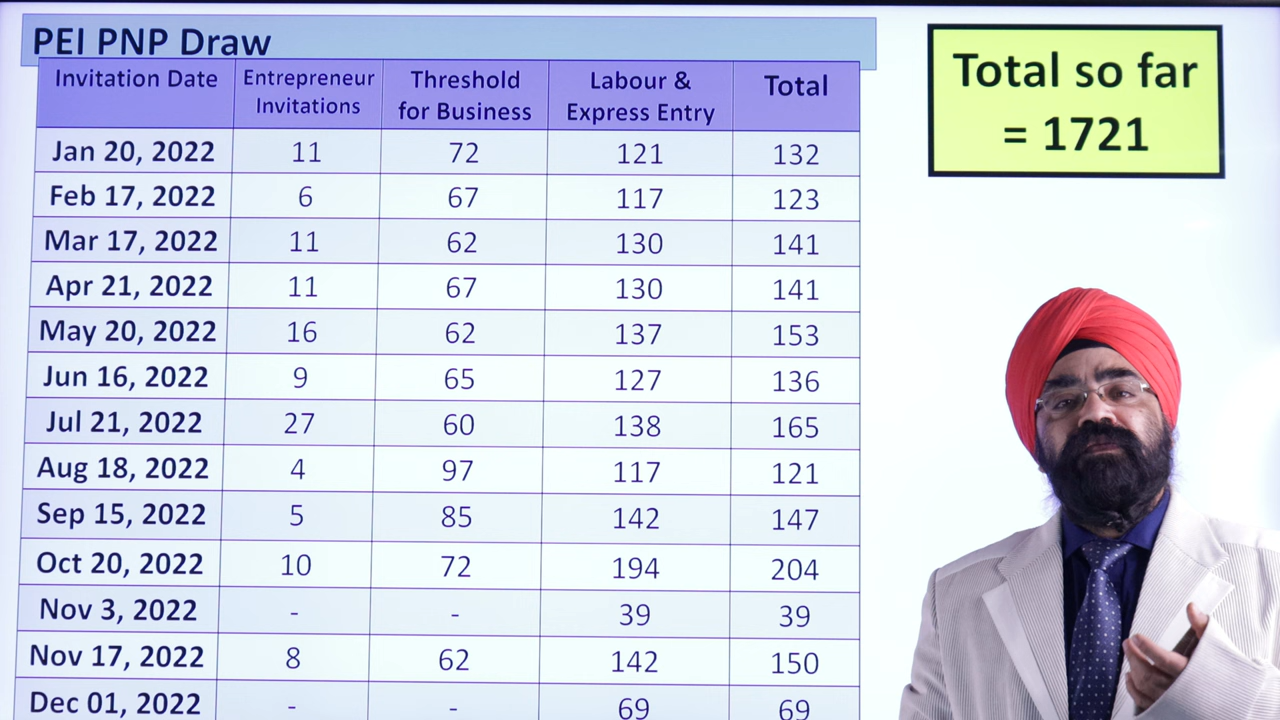 PEI PNP Draw
Invitation Date Entrepreneur Invitations Threshold for Business Labour & Express Entry Total
Jan 20, 2022 11 72 121 132
Feb 17, 2022 6 67 117 123
Mar 17, 2022 11 62 130 141
Apr 21, 2022 11 67 130 141
May 20, 2022 16 62 137 153
Jun 16, 2022 9 65 127 136
Jul 21, 2022 27 60 138 165
Aug 18, 2022 4 97 117 121
Sep 15, 2022 5 85 142 147
Oct 20, 2022 10 72 194 204
Nov 3, 2022 - - 39 39
Nov 17, 2022 8 62 142 150
Dec 01, 2022 - - 69 69
Total so far
= 1721